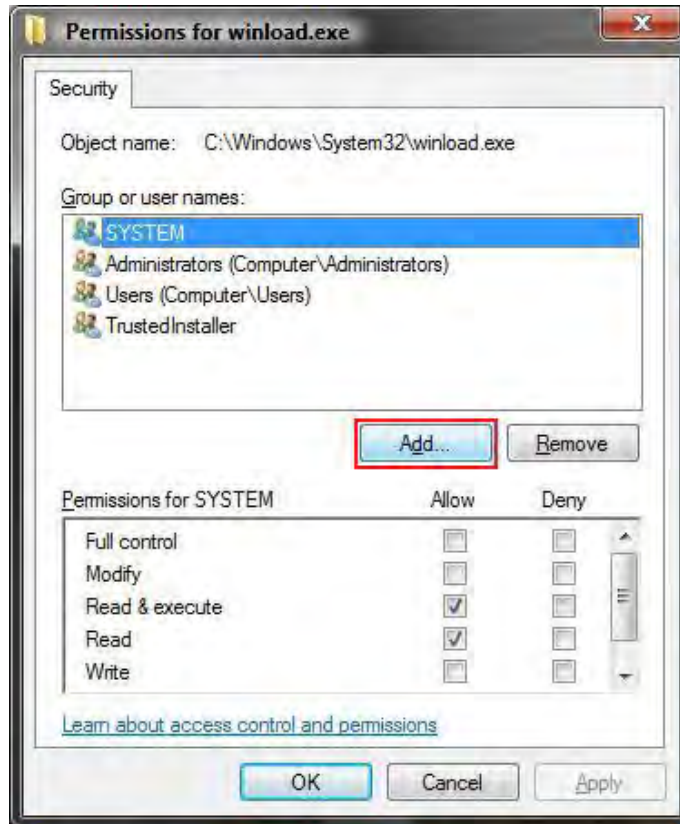 Permissions for winload.exe
Security
Object name: C:\Windows\System32\winload.exe
Group or user names:
SYSTEM
Administrators (Computer\Administrators)
Users (Computer\Users)
TrustedInstaller
Add... Remove
Permissions for SYSTEM Allow Deny
Full control
Modify
Read & execute
Read
Write
Learn about access control and permissions
OK Cancel Apply